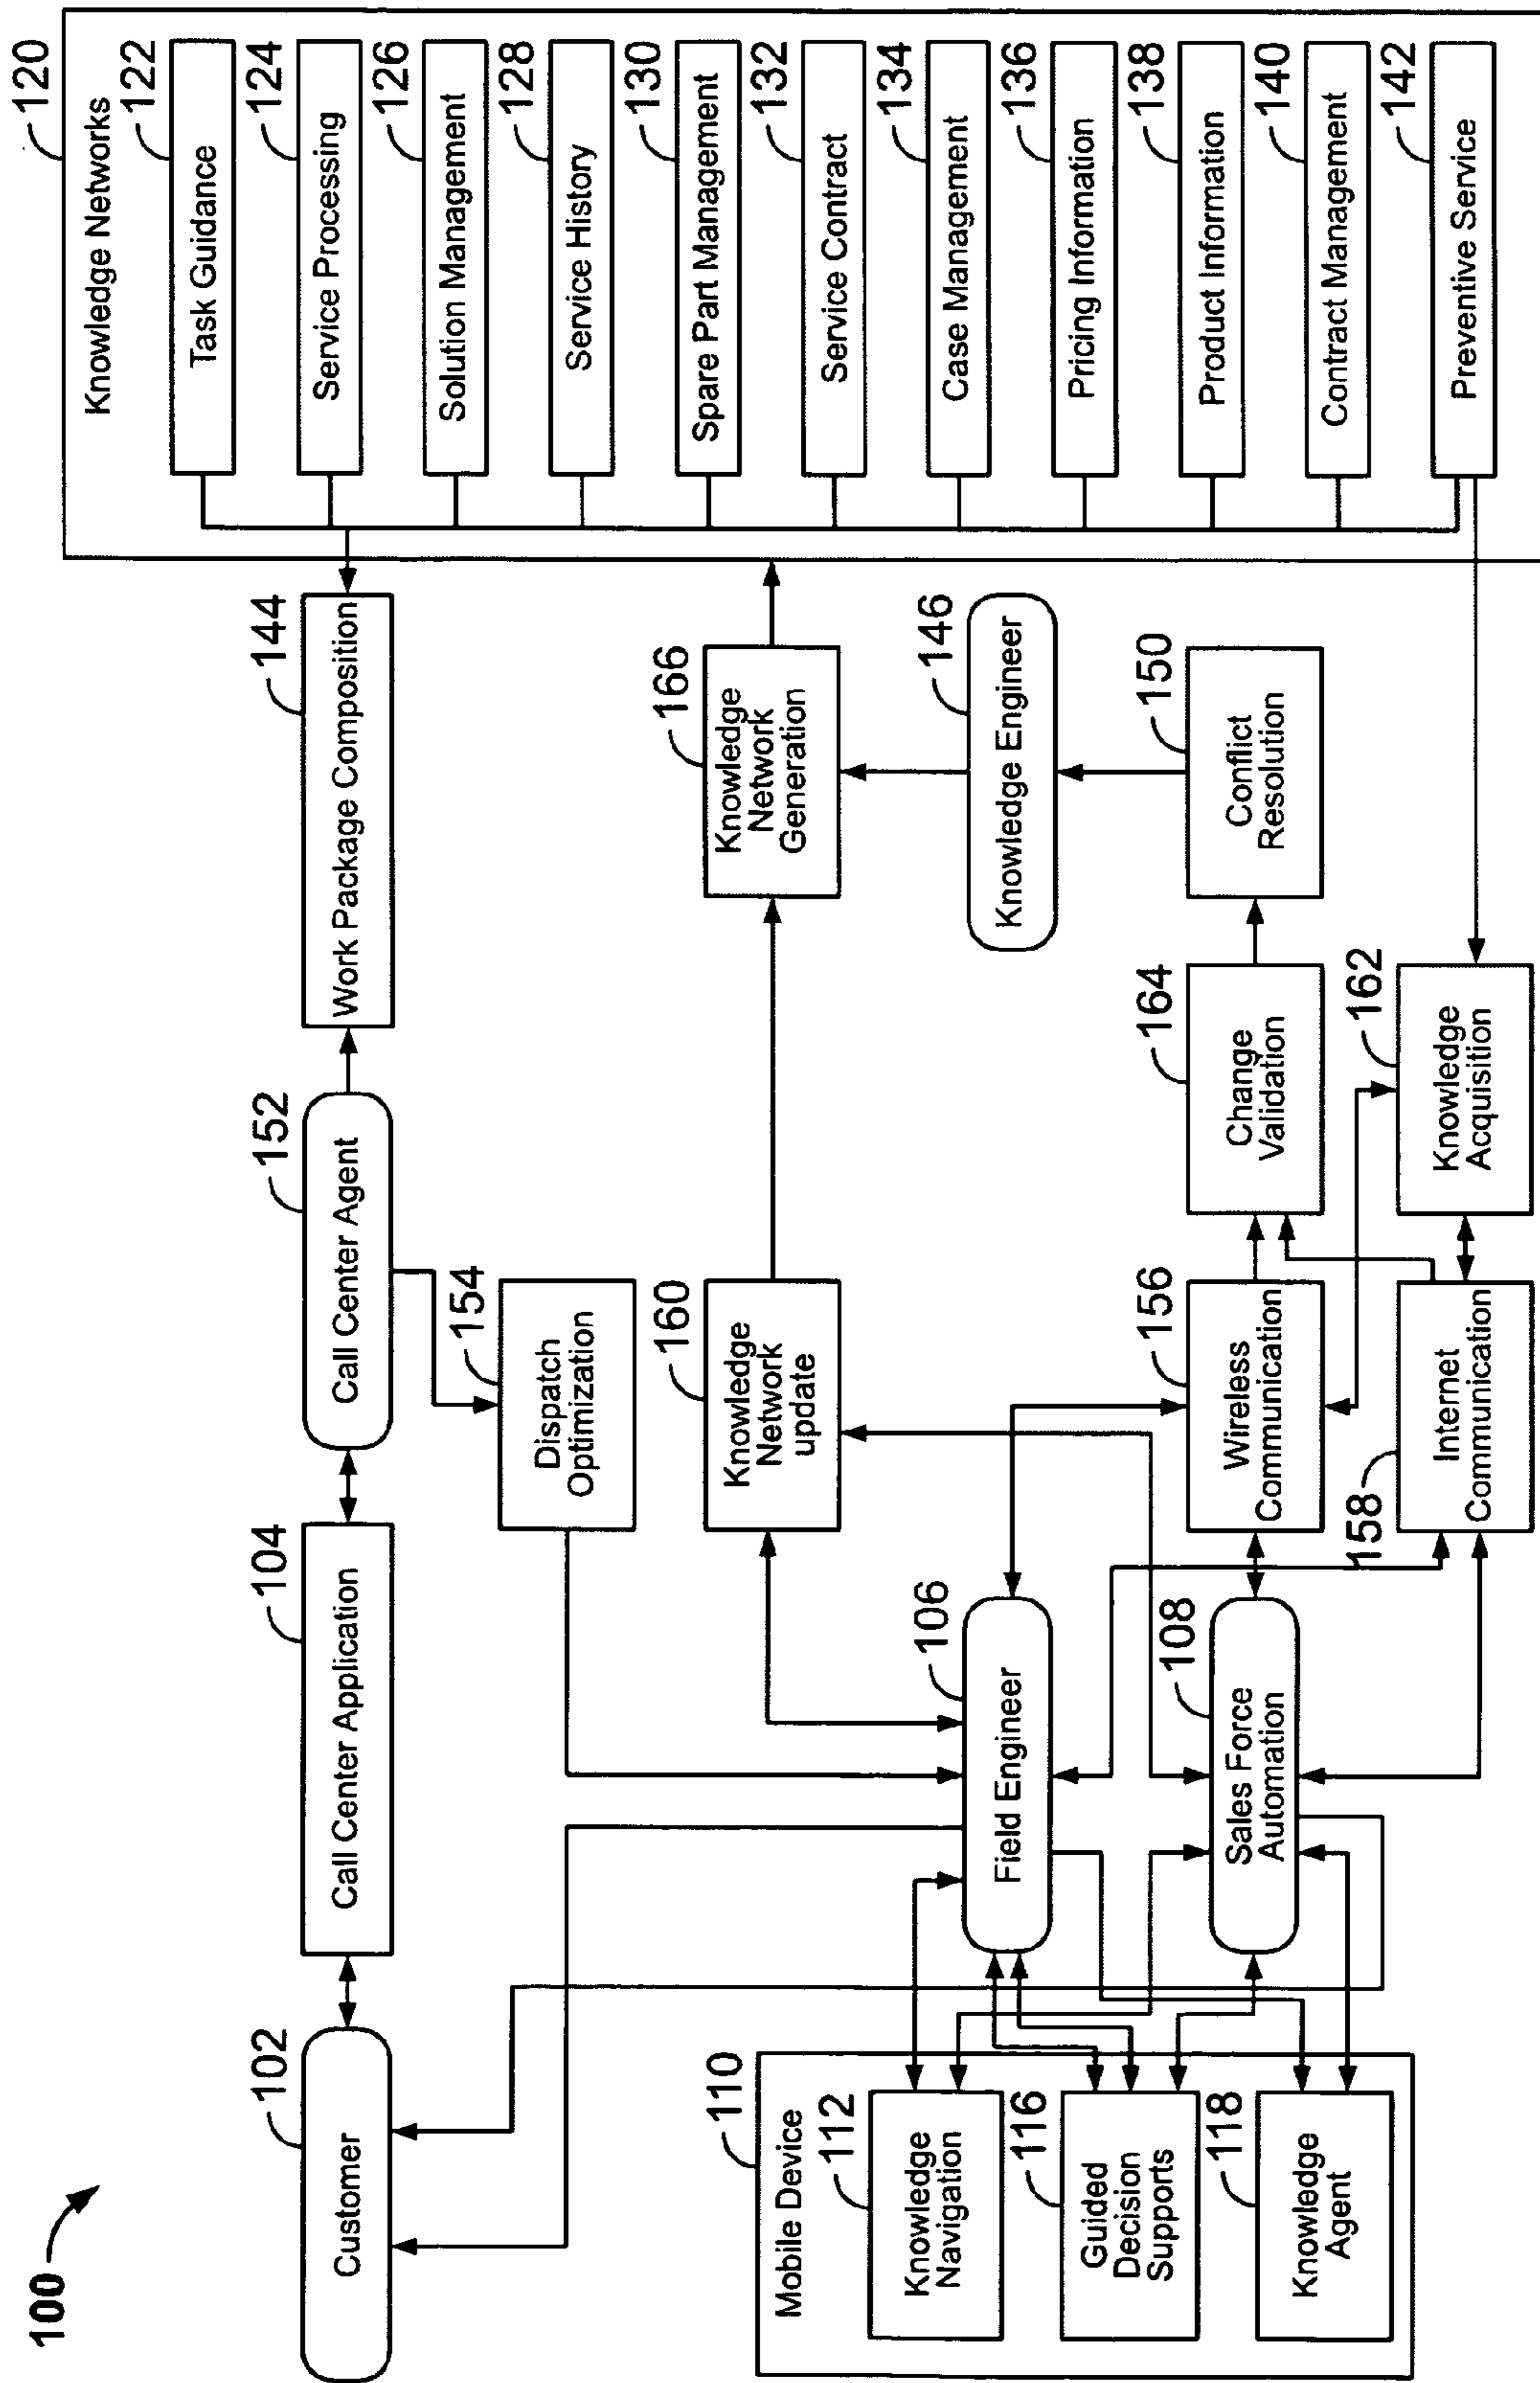 100
102
Customer
104
Call Center Application
152
Call Center Agent
144
Work Package Composition
154
Dispatch
Optimization
110
Mobile Device
112
Knowledge
Navigation
116
Guided
Decision
Supports
118
Knowledge
Agent
106
Field Engineer
108
Sales Force
Automation
160
Knowledge
Network
update
156
Wireless
Communication
158
Internet
Communication
166
Knowledge
Network
Generation
146
Knowledge Engineer
164
Change
Validation
150
Conflict
Resolution
162
Knowledge
Acquisition
120
Knowledge Networks
122
Task Guidance
124
Service Processing
126
Solution Management
128
Service History
130
Spare Part Management
132
Service Contract
134
Case Management
136
Pricing Information
138
Product Information
140
Contract Management
142
Preventive Service